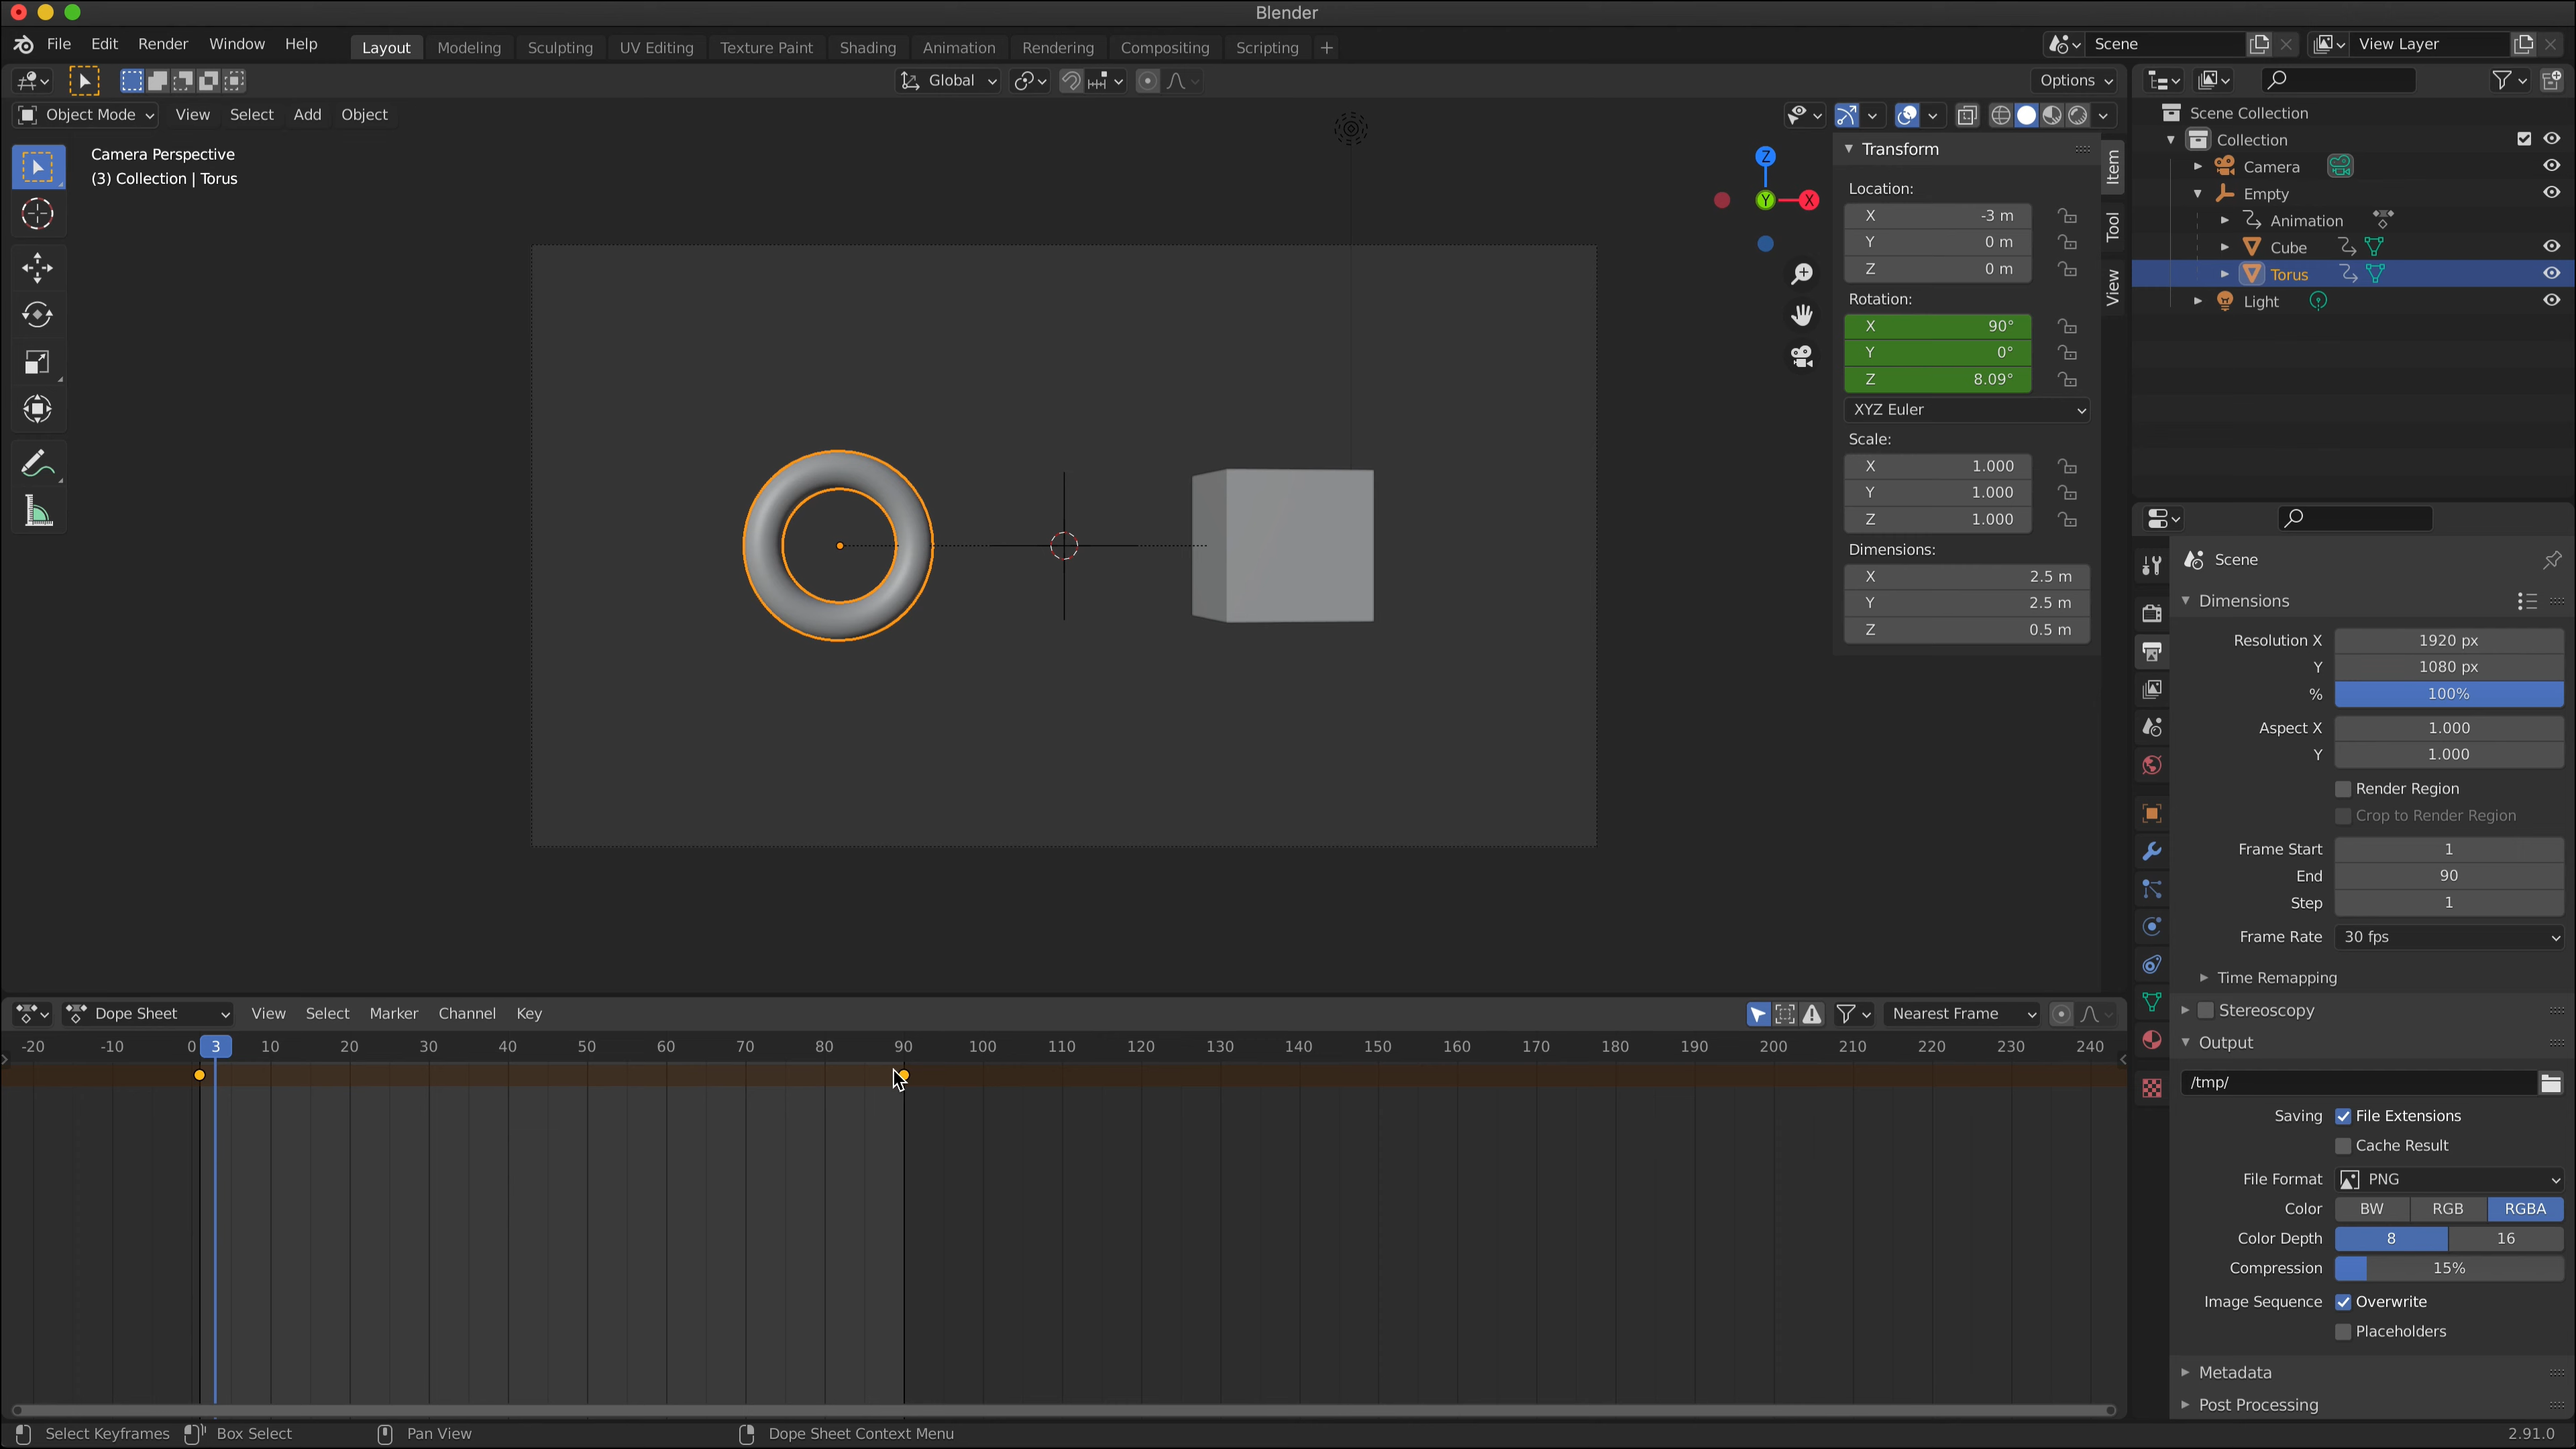 Blender
File Edit Render Window Help Layout Modeling Sculpting UV Editing Texture Paint Shading Animation Rendering Compositing Scripting + Scene View Layer
Global Options
Object Mode View Select Add Object
Camera Perspective
(3) Collection | Torus
Z
Y
X
Transform
Location:
X -3 m
Y 0 m
Z 0 m
Rotation:
X 90°
Y 0°
Z 8.09°
XYZ Euler
Scale:
X 1.000
Y 1.000
Z 1.000
Dimensions:
X 2.5 m
Y 2.5 m
Z 0.5 m
Item
Tool
View
Scene Collection
Collection
Camera
Empty
Animation
Cube
Torus
Light
Scene
Dimensions
Resolution X 1920 px
Y 1080 px
% 100%
Aspect X 1.000
Y 1.000
Render Region
Crop to Render Region
Frame Start 1
End 90
Step 1
Frame Rate 30 fps
Time Remapping
Stereoscopy
Output
/tmp/
Saving File Extensions
Cache Result
File Format PNG
Color BW RGB RGBA
Color Depth 8 16
Compression 15%
Image Sequence Overwrite
Placeholders
Metadata
Post Processing
Dope Sheet View Select Marker Channel Key Nearest Frame
-20 -10 0 3 10 20 30 40 50 60 70 80 90 100 110 120 130 140 150 160 170 180 190 200 210 220 230 240
Select Keyframes Box Select Pan View Dope Sheet Context Menu 2.91.0